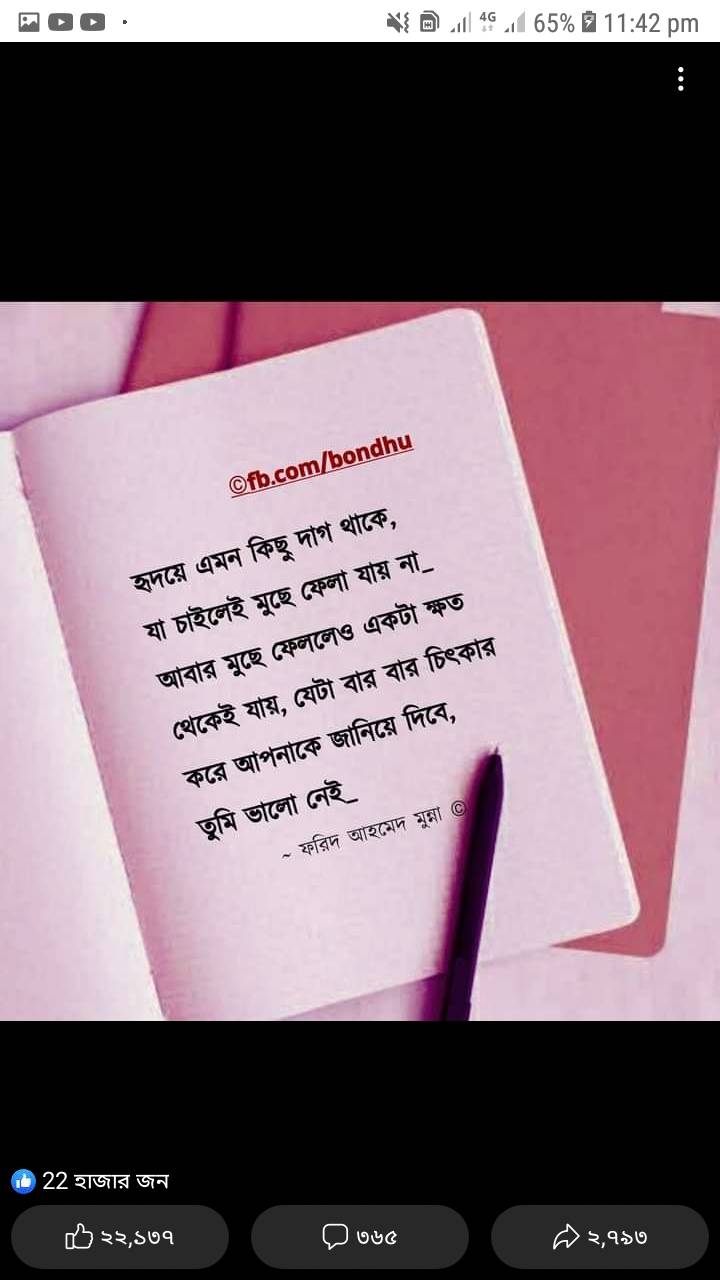 4G 65% 11:42 pm
©fb.com/bondhu
হৃদয়ে এমন কিছু দাগ থাকে,
যা চাইলেই মুছে ফেলা যায় না_
আবার মুছে ফেললেও একটা ক্ষত
থেকেই যায়, যেটা বার বার চিৎকার
করে আপনাকে জানিয়ে দিবে,
তুমি ভালো নেই_
~ ফরিদ আহমেদ মুন্না ©
22 হাজার জন
২২,১৩৭ ৩৬৫ ২,৭৯৩